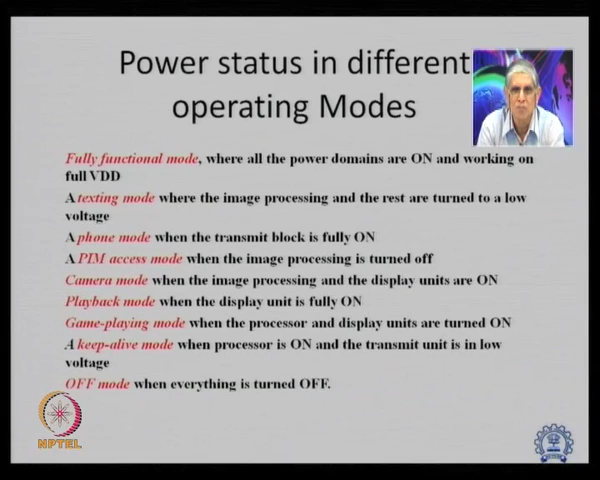 Power status in different
operating Modes
Fully functional mode, where all the power domains are ON and working on
full VDD
A texting mode where the image processing and the rest are turned to a low
voltage
A phone mode when the transmit block is fully ON
A PIM access mode when the image processing is turned off
Camera mode when the image processing and the display units are ON
Playback mode when the display unit is fully ON
Game-playing mode when the processor and display units are turned ON
A keep-alive mode when processor is ON and the transmit unit is in low
voltage
OFF mode when everything is turned OFF.
NPTEL